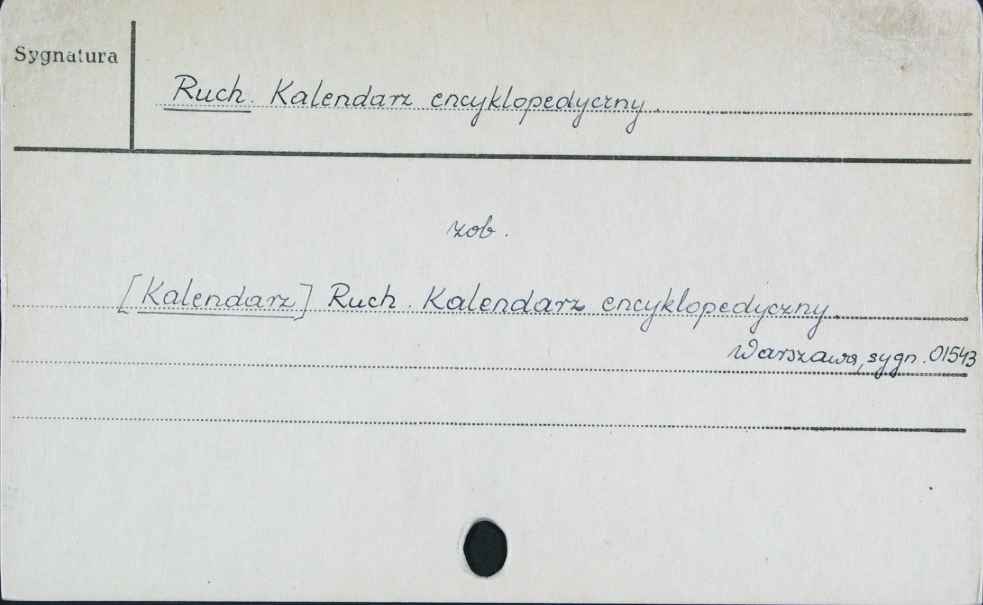 Sygnatura
Ruch. Kalendarz encyklopedyczny.
zob.
[Kalendarz] Ruch. Kalendarz encyklopedyczny.
Warszawa, sygn. 01543